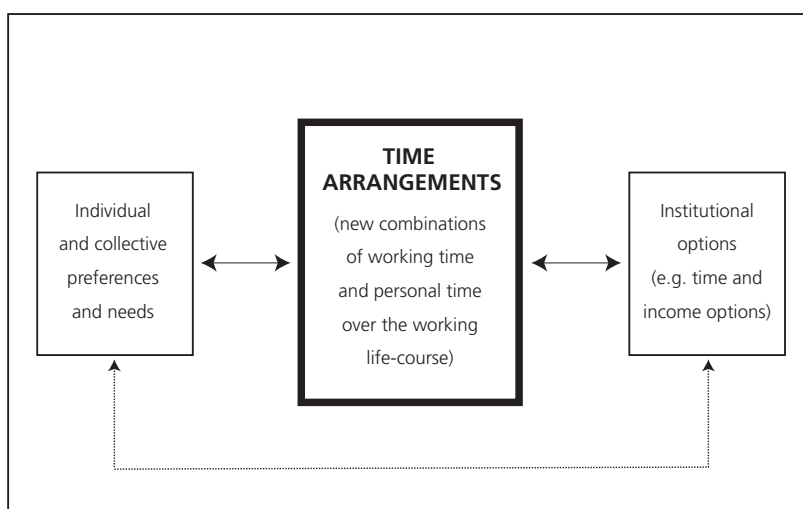 Individual
and collective
preferences
and needs
TIME
ARRANGEMENTS
(new combinations
of working time
and personal time
over the working
life-course)
Institutional
options
(e.g. time and
income options)